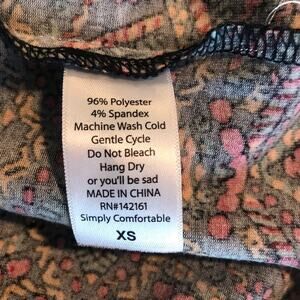 96% Polyester
4% Spandex
Machine Wash Cold
Gentle Cycle
Do Not Bleach
Hang Dry
or you'll be sad
MADE IN CHINA
RN#142161
Simply Comfortable
XS